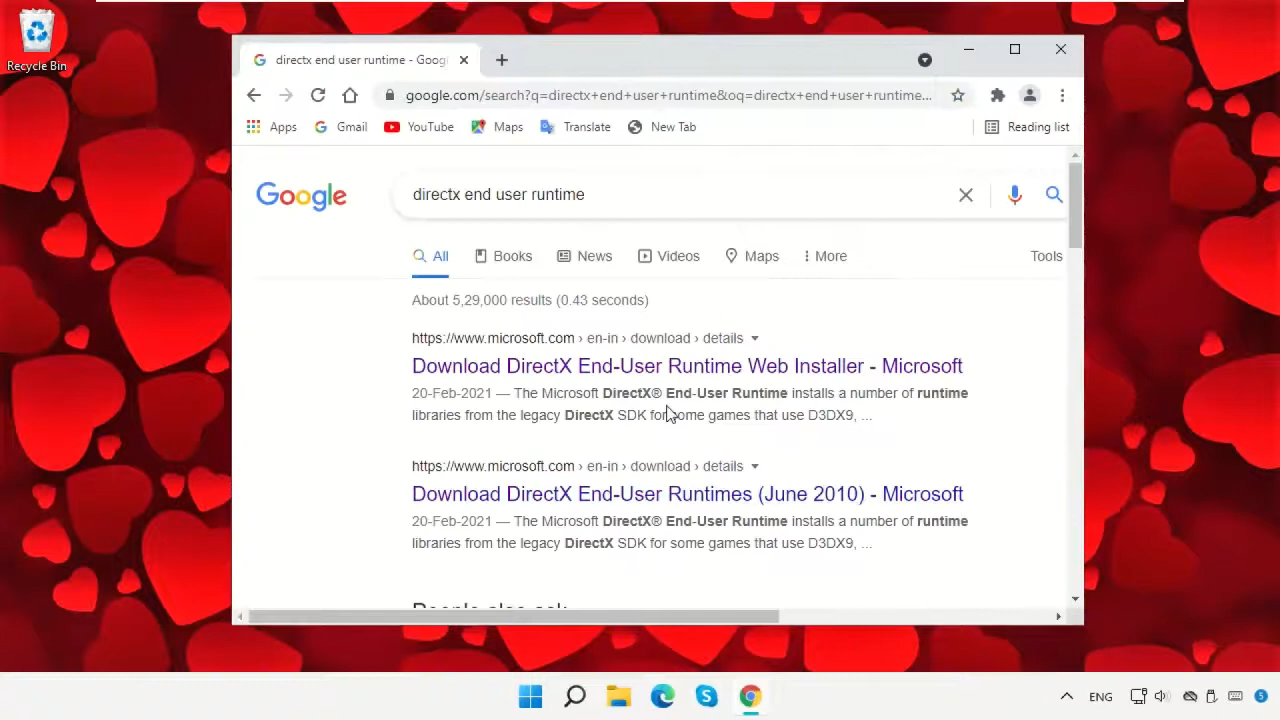 Recycle Bin
directx end user runtime - Goog
google.com/search?q=directx+end+user+runtime&oq=directx+end+user+runtime...
Apps Gmail YouTube Maps Translate New Tab Reading list
Google
directx end user runtime
All Books News Videos Maps More Tools
About 5,29,000 results (0.43 seconds)
https://www.microsoft.com › en-in › download › details
Download DirectX End-User Runtime Web Installer - Microsoft
20-Feb-2021 — The Microsoft DirectX® End-User Runtime installs a number of runtime
libraries from the legacy DirectX SDK for some games that use D3DX9, ...
https://www.microsoft.com › en-in › download › details
Download DirectX End-User Runtimes (June 2010) - Microsoft
20-Feb-2021 — The Microsoft DirectX® End-User Runtime installs a number of runtime
libraries from the legacy DirectX SDK for some games that use D3DX9, ...
People also ask
ENG 5